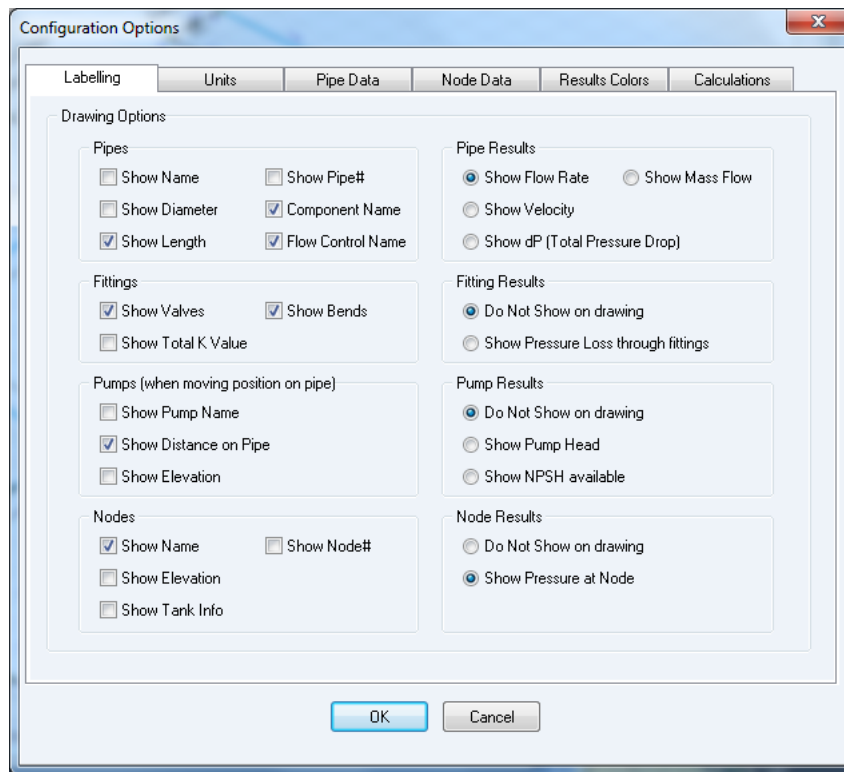 Configuration Options
Labelling Units Pipe Data Node Data Results Colors Calculations
Drawing Options
Pipes
Show Name Show Pipe#
Show Diameter Component Name
Show Length Flow Control Name
Pipe Results
Show Flow Rate Show Mass Flow
Show Velocity
Show dP (Total Pressure Drop)
Fittings
Show Valves Show Bends
Show Total K Value
Fitting Results
Do Not Show on drawing
Show Pressure Loss through fittings
Pumps (when moving position on pipe)
Show Pump Name
Show Distance on Pipe
Show Elevation
Pump Results
Do Not Show on drawing
Show Pump Head
Show NPSH available
Nodes
Show Name Show Node#
Show Elevation
Show Tank Info
Node Results
Do Not Show on drawing
Show Pressure at Node
OK Cancel